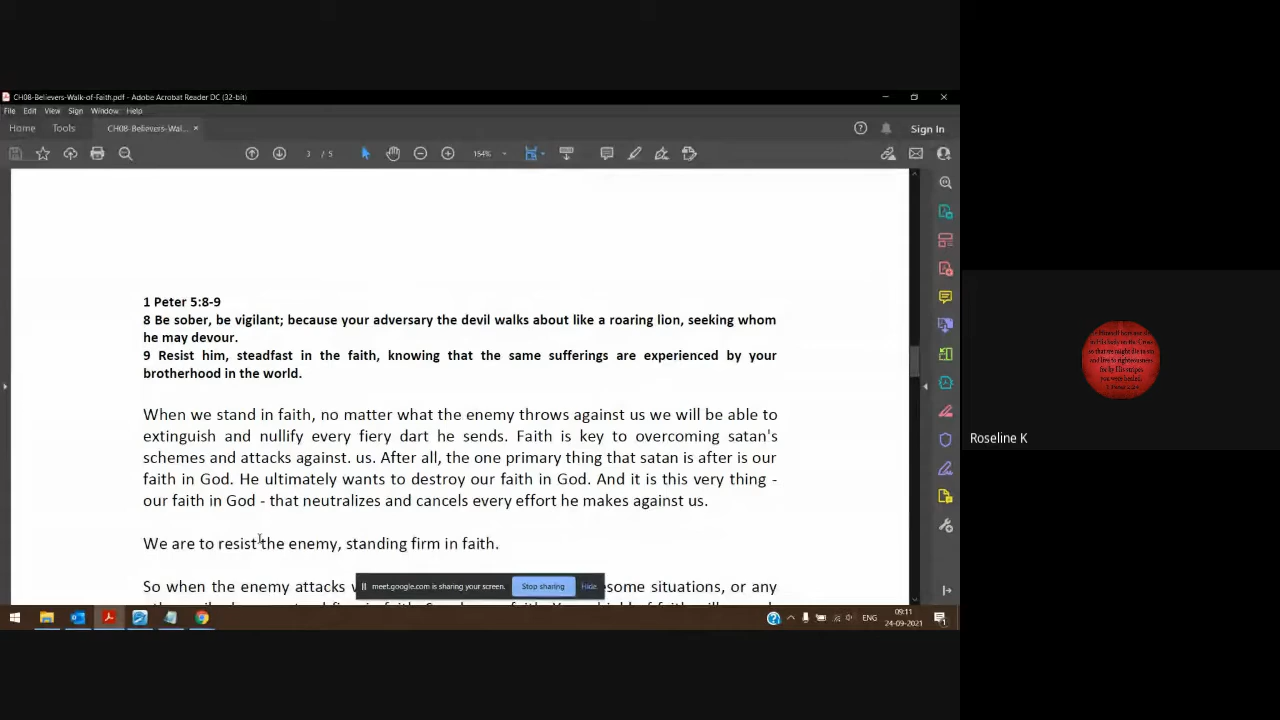 CH08-Believers-Walk-of-Faith.pdf - Adobe Acrobat Reader DC (32-bit)
File Edit View Sign Window Help
Home Tools CH08-Believers-Wal... × Sign In
3 / 5 154%
1 Peter 5:8-9
8 Be sober, be vigilant; because your adversary the devil walks about like a roaring lion, seeking whom
he may devour.
9 Resist him, steadfast in the faith, knowing that the same sufferings are experienced by your
brotherhood in the world.
When we stand in faith, no matter what the enemy throws against us we will be able to
extinguish and nullify every fiery dart he sends. Faith is key to overcoming satan's
schemes and attacks against. us. After all, the one primary thing that satan is after is our
faith in God. He ultimately wants to destroy our faith in God. And it is this very thing -
our faith in God - that neutralizes and cancels every effort he makes against us.
We are to resist the enemy, standing firm in faith.
So when the enemy attacks some situations, or any
meet.google.com is sharing your screen. Stop sharing Hide
Roseline K
ENG
09:11
24-09-2021